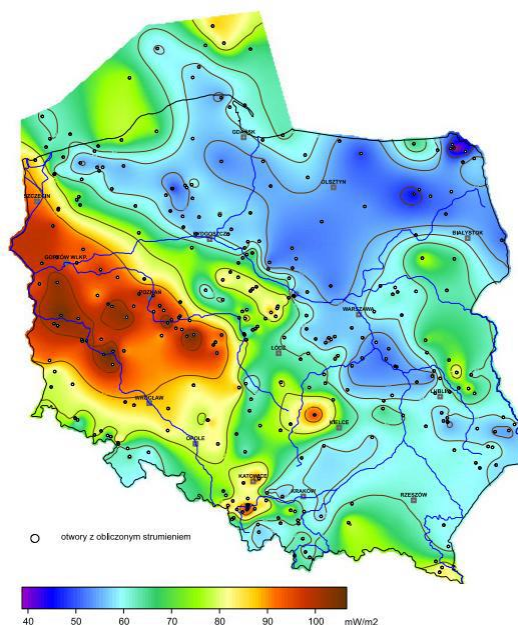 GDAŃSK
OLSZTYN
SZCZECIN
BYDGOSZCZ
BIAŁYSTOK
GORZÓW WLKP.
POZNAŃ
WARSZAWA
ŁÓDŹ
LUBLIN
WROCŁAW
KIELCE
OPOLE
KATOWICE
KRAKÓW
RZESZÓW
otwory z obliczonym strumieniem
40 50 60 70 80 90 100 mW/m2